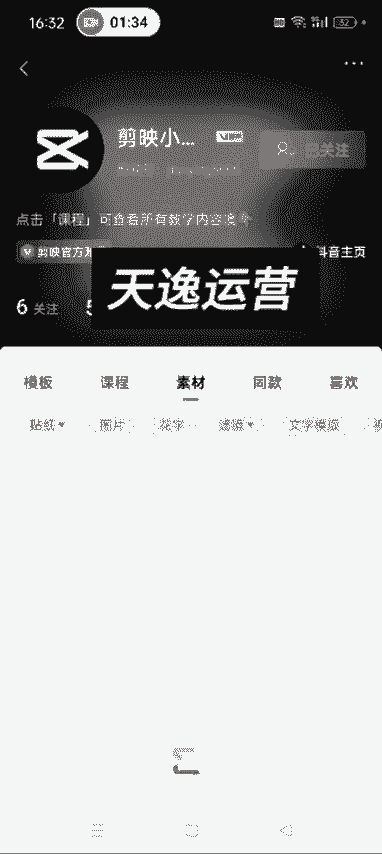 16:32 01:34 32
剪映小...
已关注
点击「课程」可查看所有教学内容哦
剪映官方
抖音主页
天逸运营
6 关注
模板 课程 素材 同款 喜欢
贴纸 图片 花字 滤镜 文字模板